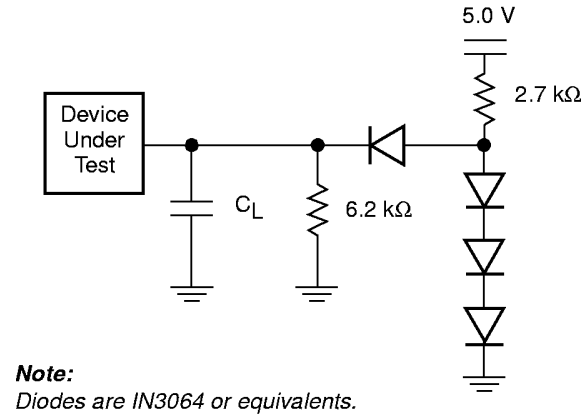 5.0 V
2.7 kΩ
Device
Under
Test
CL
6.2 kΩ
Note:
Diodes are IN3064 or equivalents.